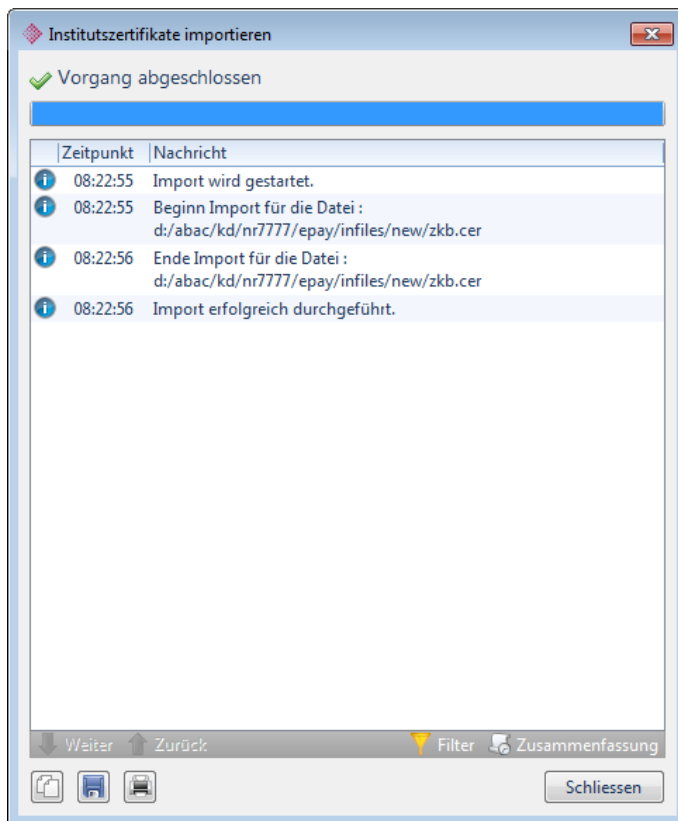 Institutszertifikate importieren
Vorgang abgeschlossen
Zeitpunkt Nachricht
08:22:55 Import wird gestartet.
08:22:55 Beginn Import für die Datei :
d:/abac/kd/nr7777/epay/infiles/new/zkb.cer
08:22:56 Ende Import für die Datei :
d:/abac/kd/nr7777/epay/infiles/new/zkb.cer
08:22:56 Import erfolgreich durchgeführt.
Weiter Zurück Filter Zusammenfassung
Schliessen